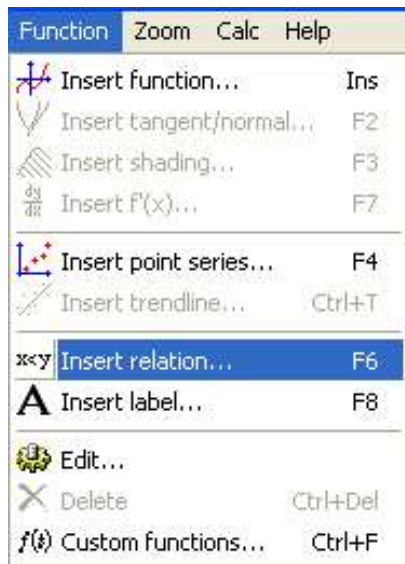 Function Zoom Calc Help
Insert function... Ins
Insert tangent/normal... F2
Insert shading... F3
dy
dx Insert f'(x)... F7
Insert point series... F4
Insert trendline... Ctrl+T
x<y Insert relation... F6
A Insert label... F8
Edit...
Delete Ctrl+Del
f(t) Custom functions... Ctrl+F